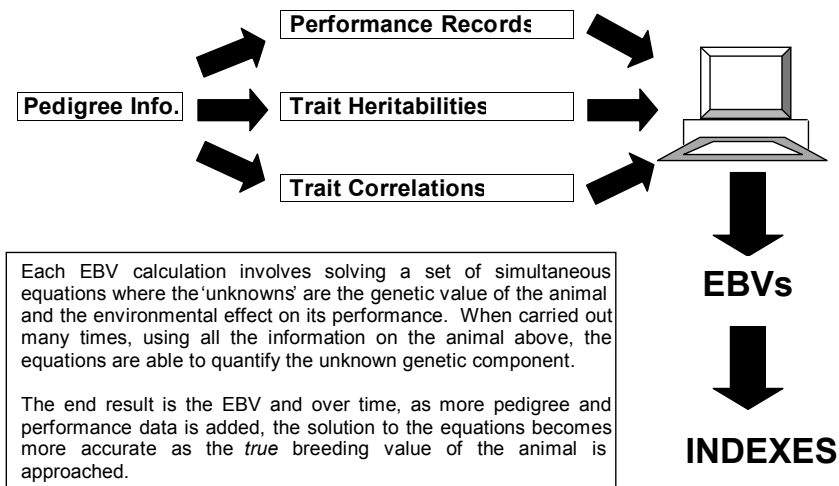 Performance Records
Pedigree Info.
Trait Heritabilities
Trait Correlations
Each EBV calculation involves solving a set of simultaneous
equations where the ‘unknowns’ are the genetic value of the animal
and the environmental effect on its performance. When carried out
many times, using all the information on the animal above, the
equations are able to quantify the unknown genetic component.
The end result is the EBV and over time, as more pedigree and
performance data is added, the solution to the equations becomes
more accurate as the true breeding value of the animal is
approached.
EBVs
INDEXES